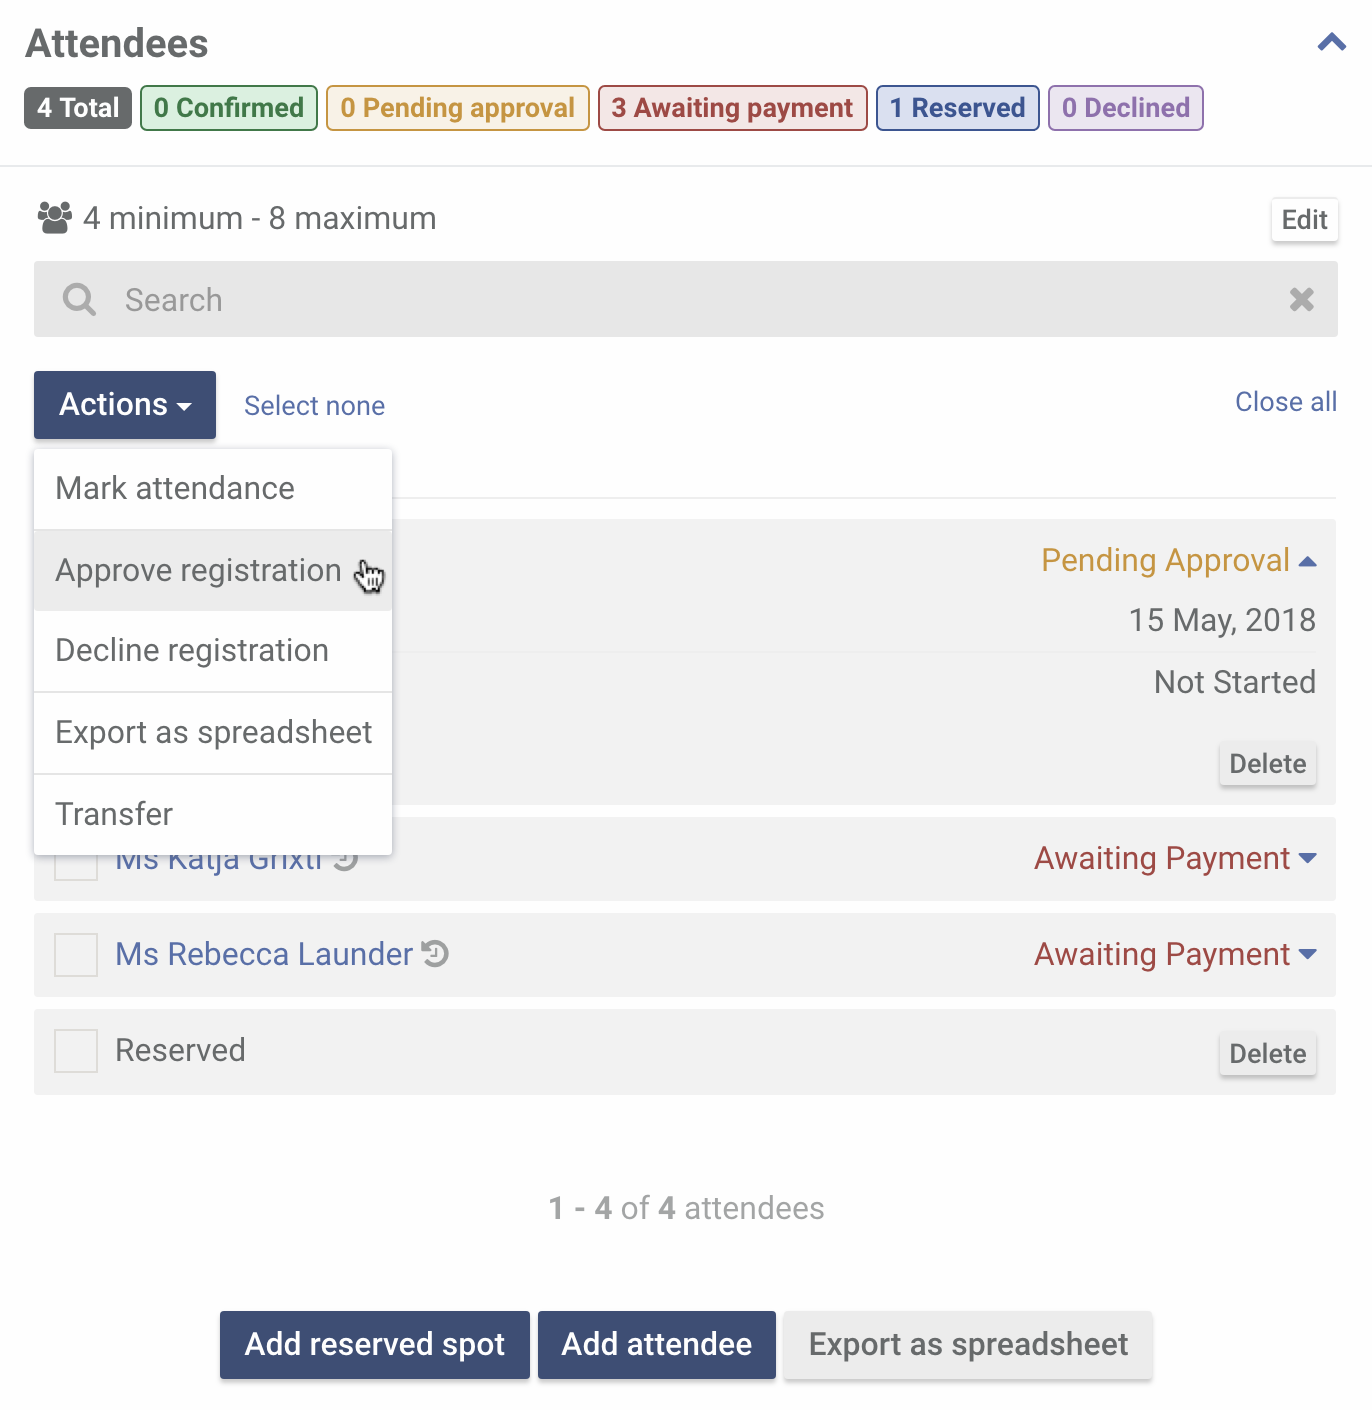 Attendees
4 Total 0 Confirmed 0 Pending approval 3 Awaiting payment 1 Reserved 0 Declined
4 minimum - 8 maximum Edit
Search
Actions Select none Close all
Mark attendance
Approve registration Pending Approval
15 May, 2018
Decline registration Not Started
Export as spreadsheet
Delete
Transfer
Ms Katja Grixti Awaiting Payment
Ms Rebecca Launder Awaiting Payment
Reserved Delete
1 - 4 of 4 attendees
Add reserved spot Add attendee Export as spreadsheet